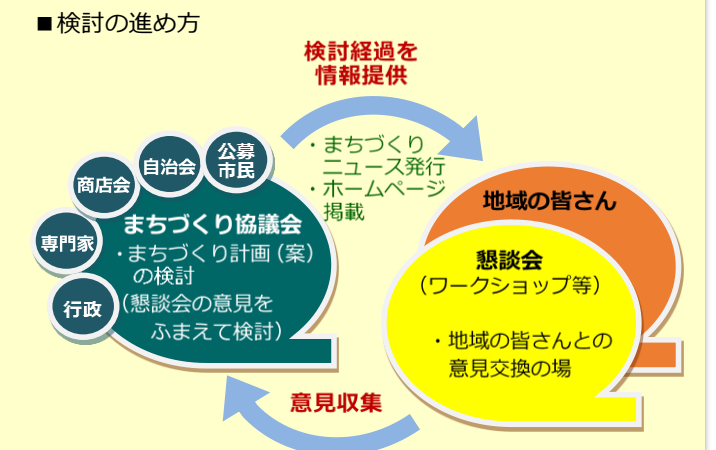 ■検討の進め方
検討経過を
情報提供
・まちづくり
ニュース発行
・ホームページ
掲載
公募
市民
自治会
商店会
専門家
行政
まちづくり協議会
・まちづくり計画（案）
の検討
（懇談会の意見を
ふまえて検討）
地域の皆さん
懇談会
（ワークショップ等）
・地域の皆さんとの
意見交換の場
意見収集